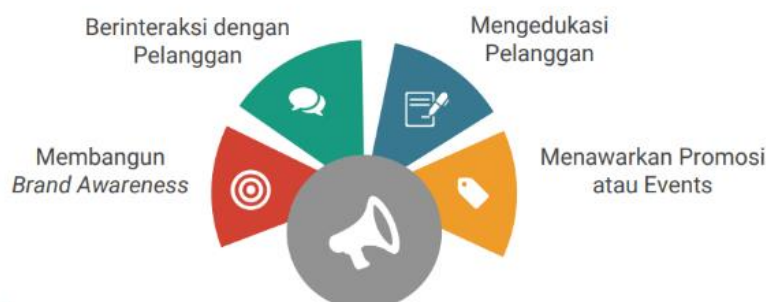 Berinteraksi dengan
Pelanggan
Mengedukasi
Pelanggan
Membangun
Brand Awareness
Menawarkan Promosi
atau Events